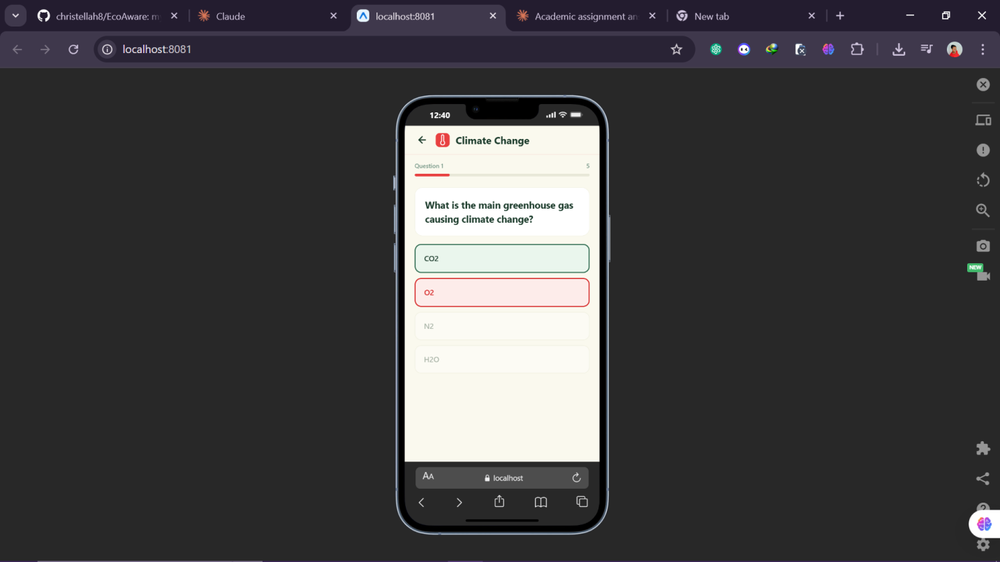 christellah8/EcoAware: m
Claude
localhost:8081
Academic assignment an
New tab
localhost:8081
12:40
Climate Change
Question 1
5
What is the main greenhouse gas
causing climate change?
CO2
O2
N2
H2O
NEW
AA
localhost